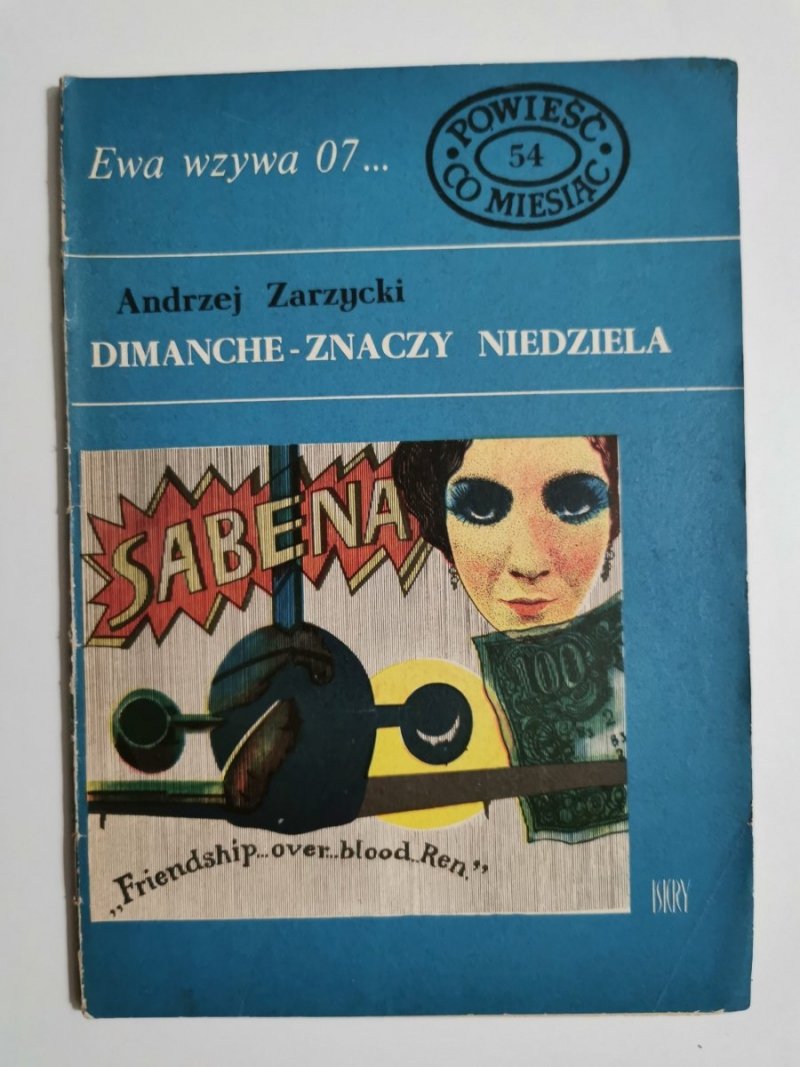 Ewa wzywa 07...
POWIEŚĆ
54
CO MIESIĄC
Andrzej Zarzycki
DIMANCHE-ZNACZY NIEDZIELA
SABENA
100
„Friendship...over...blood..Ren.”
ISKRY